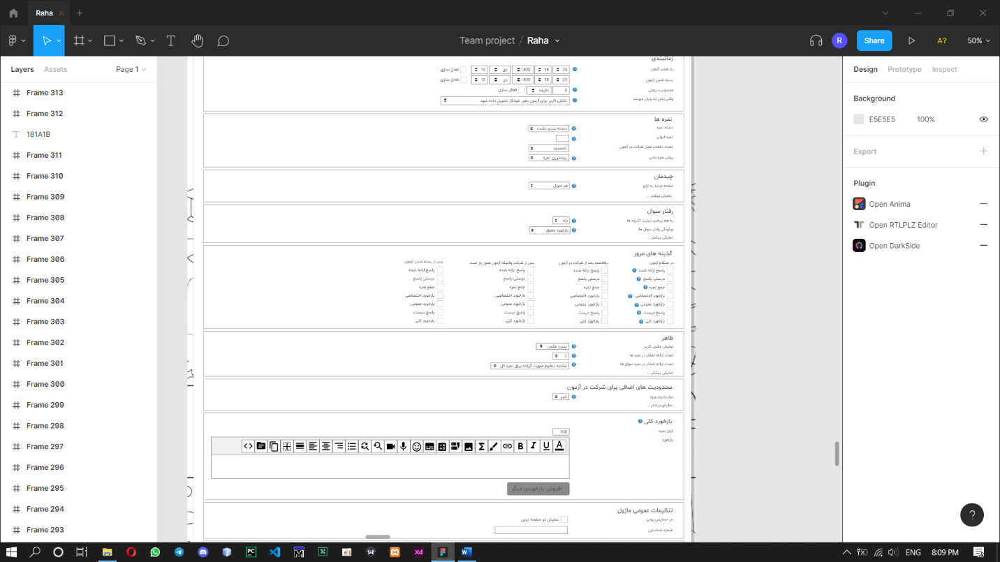 Raha
Team project / Raha
R
Share
A?
50%
Layers
Assets
Page 1
Frame 313
Frame 312
181A1B
Frame 311
Frame 310
Frame 309
Frame 308
Frame 307
Frame 306
Frame 305
Frame 304
Frame 303
Frame 302
Frame 301
Frame 300
Frame 299
Frame 298
Frame 297
Frame 296
Frame 295
Frame 294
Frame 293
زمانبندی
باز شدن آزمون
23 18 1400 دی 13 فعال سازی
بسته شدن آزمون
23 18 1400 دی 13 فعال سازی
محدودیت زمانی
0 دقیقه فعال سازی
وقتی زمان به پایان میرسد
تلاش کاربر برای آزمون بطور خودکار تحویل داده شود
نمره ها
دسته نمره
دسته بندی نشده
نمره قبولی
تعداد دفعات مجاز شرکت در آزمون
نامحدود
روش نمره دادن
بیشترین نمره
چیدمان
صفحه جدید به ازای
هر سوال
نمایش بیشتر ...
رفتار سوال
به هم ریختن ترتیب گذینه ها
بله
چگونگی رفتار سوال ها
بازخورد معوق
نمایش بیشتر ...
گذینه های مرور
در هنگام آزمون
پاسخ ارائه شده
درستی پاسخ
جمع نمره
بازخورد اختصاصی
بازخورد عمومی
پاسخ درست
بازخورد کلی
بلافاصله بعد از شرکت در آزمون
پاسخ ارائه شده
درستی پاسخ
جمع نمره
بازخورد اختصاصی
بازخورد عمومی
پاسخ درست
بازخورد کلی
پس از شرکت وقتیکه آزمون هنوز باز است
پاسخ ارائه شده
درستی پاسخ
جمع نمره
بازخورد اختصاصی
بازخورد عمومی
پاسخ درست
بازخورد کلی
پس از بسته شدن آزمون
پاسخ ارائه شده
درستی پاسخ
جمع نمره
بازخورد اختصاصی
بازخورد عمومی
پاسخ درست
بازخورد کلی
ظاهر
نمایش عکس کاربر
بدون عکس
تعداد ارقام اعشار در نمره ها
2
تعداد ارقام اعشار در نمره سوال ها
مشابه تنظیم صورت گرفته برای نمره کل
نمایش بیشتر ...
محدودیت های اضافی برای شرکت در آزمون
نیاز به رمز ورود
خیر
نمایش بیشتر ...
بازخورد کلی
کران نمره
100
بازخورد
افزودن بازخوردی دیگر
تنظیمات عمومی ماژول
در دسترس بودن
نمایش در صفحه درس
شماره شناسایی
Design
Prototype
Inspect
Background
E5E5E5
100%
Export
Plugin
Open Anima
Open RTLPLZ Editor
Open DarkSide
?
ENG
8:09 PM